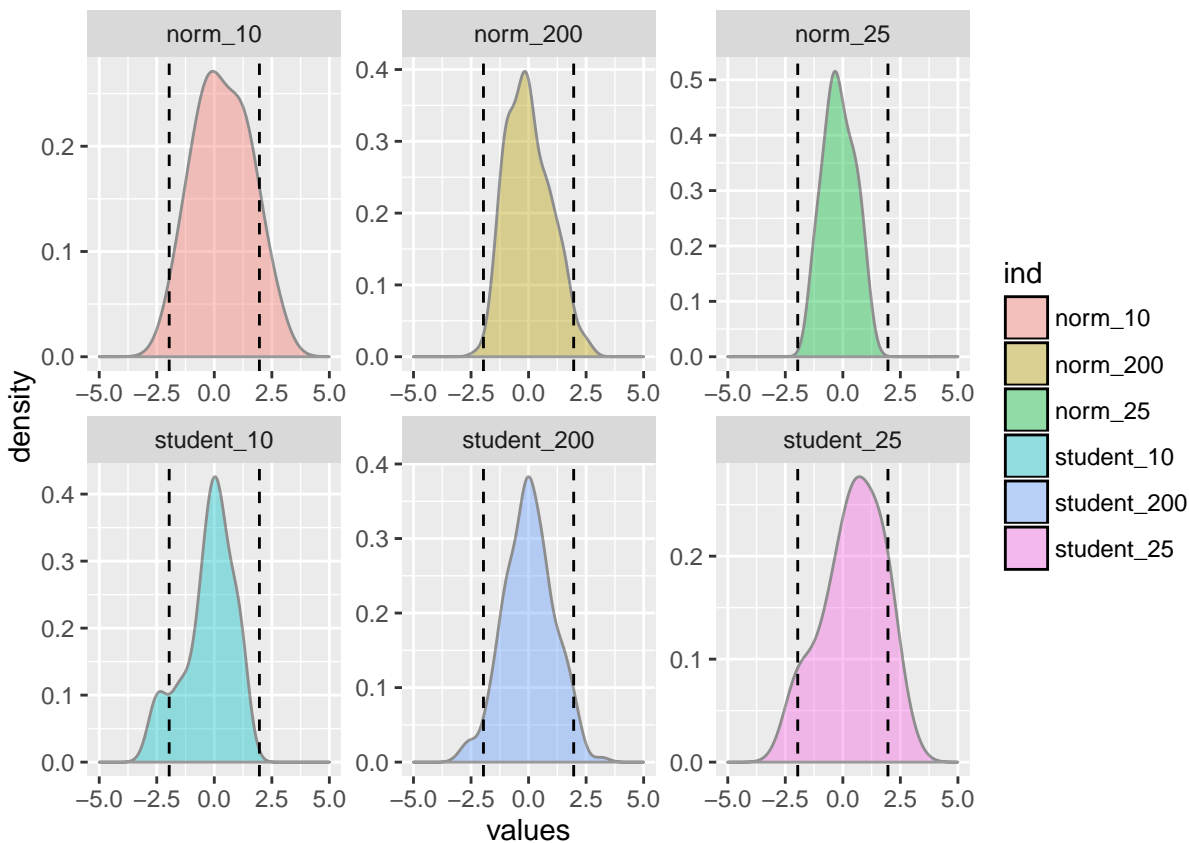 norm_10 norm_200 norm_25
0.2
0.1
0.0
0.4
0.3
0.2
0.1
0.0
0.5
0.4
0.3
0.2
0.1
0.0
−5.0 −2.5 0.0 2.5 5.0 −5.0 −2.5 0.0 2.5 5.0 −5.0 −2.5 0.0 2.5 5.0
student_10 student_200 student_25
0.4
0.3
0.2
0.1
0.0
0.4
0.3
0.2
0.1
0.0
0.2
0.1
0.0
−5.0 −2.5 0.0 2.5 5.0 −5.0 −2.5 0.0 2.5 5.0 −5.0 −2.5 0.0 2.5 5.0
density
values
ind
norm_10
norm_200
norm_25
student_10
student_200
student_25